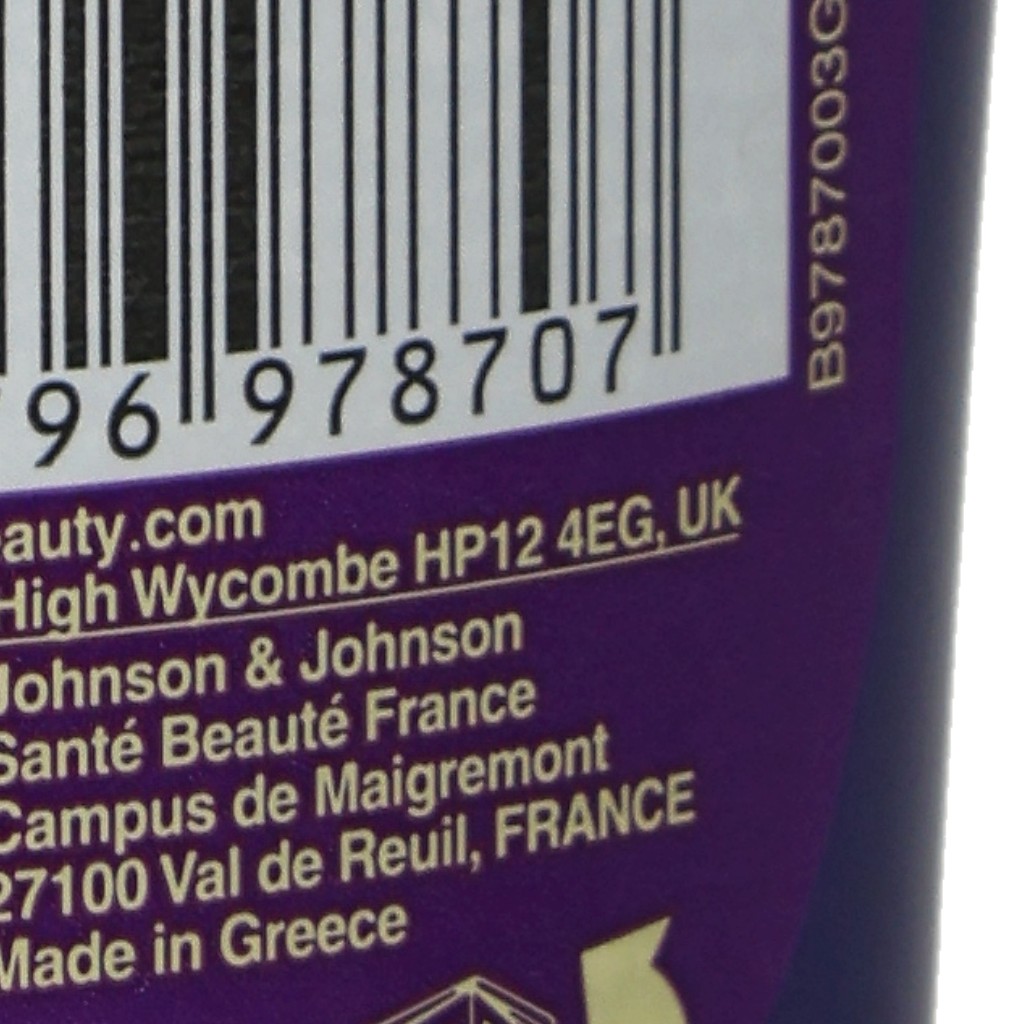 96 978707
B9787003G
auty.com
High Wycombe HP12 4EG, UK
Johnson & Johnson
Santé Beauté France
Campus de Maigremont
27100 Val de Reuil, FRANCE
Made in Greece